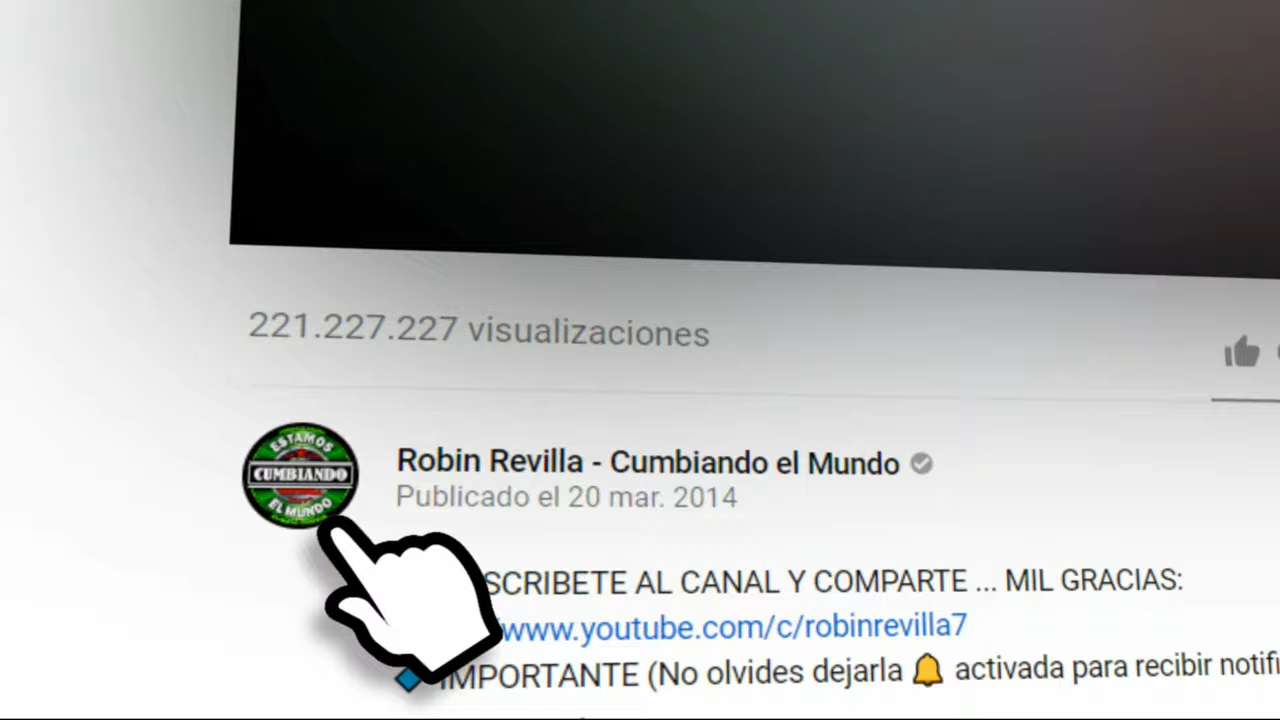 221.227.227 visualizaciones
ESTAMOS
CUMBIANDO
EL MUNDO
Robin Revilla - Cumbiando el Mundo
Publicado el 20 mar. 2014
SCRIBETE AL CANAL Y COMPARTE ... MIL GRACIAS:
www.youtube.com/c/robinrevilla7
IMPORTANTE (No olvides dejarla 🔔 activada para recibir notifi